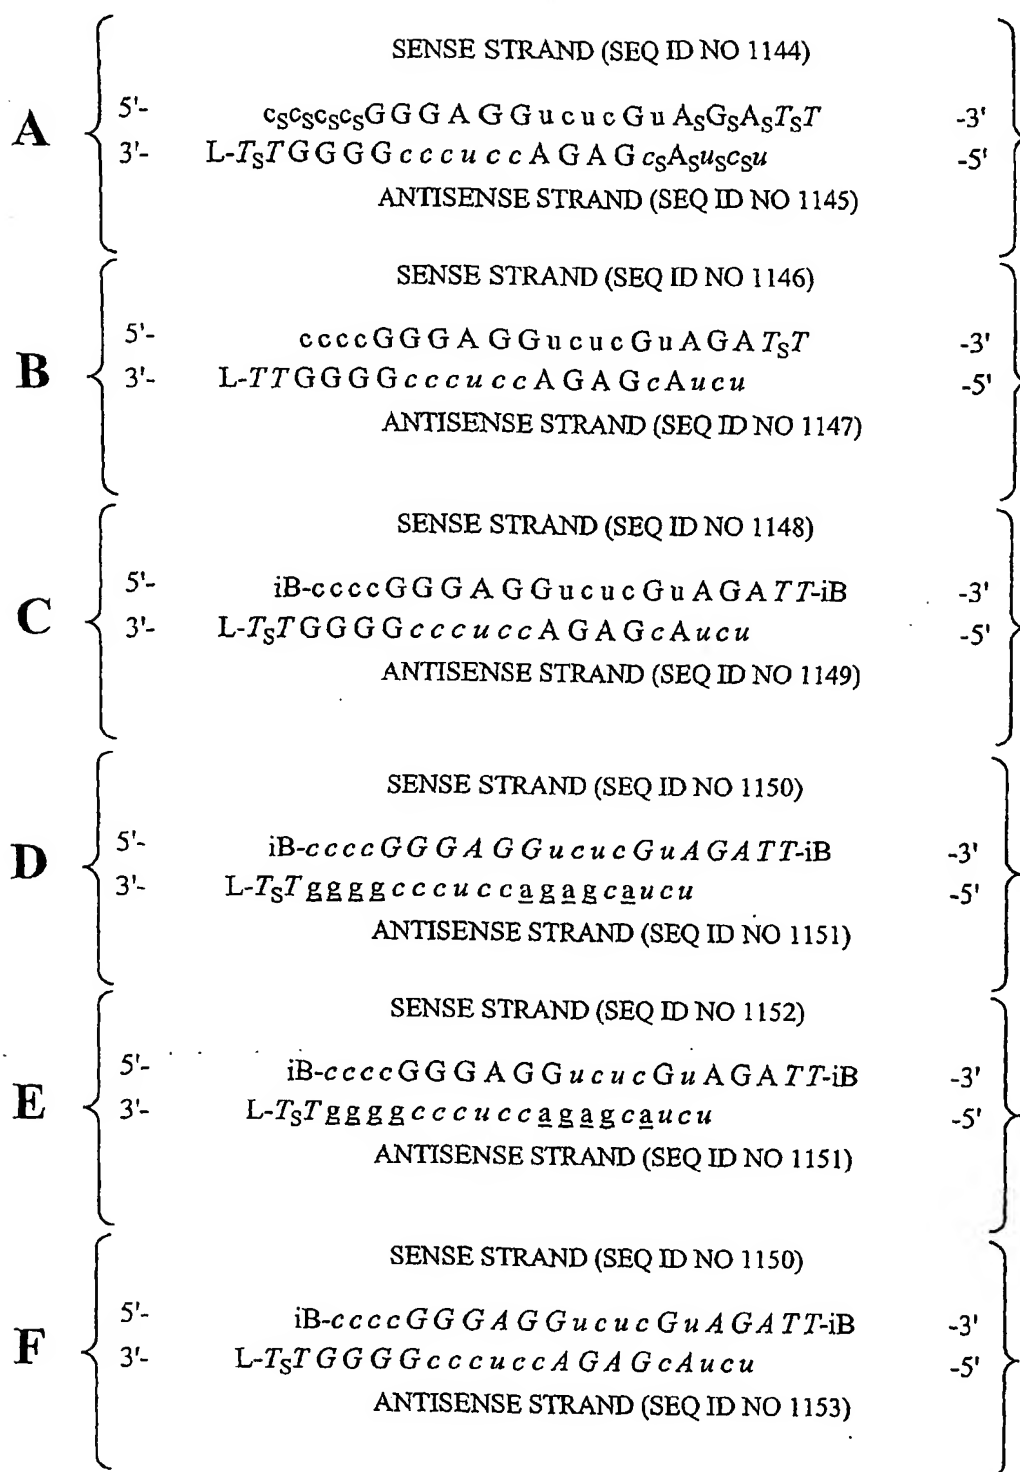 SENSE STRAND (SEQ ID NO 1144)
A
5'- cScScScSGGGAGGucucGuASGSASTST -3'
3'- L-TSTGGGGcccuccAGAGcSASuScSu -5'
ANTISENSE STRAND (SEQ ID NO 1145)
SENSE STRAND (SEQ ID NO 1146)
B
5'- ccccGGGAGGucucGuAGATST -3'
3'- L-TTGGGGcccuccAGAGcAucu -5'
ANTISENSE STRAND (SEQ ID NO 1147)
SENSE STRAND (SEQ ID NO 1148)
C
5'- iB-ccccGGGAGGucucGuAGATT-iB -3'
3'- L-TSTGGGGcccuccAGAGcAucu -5'
ANTISENSE STRAND (SEQ ID NO 1149)
SENSE STRAND (SEQ ID NO 1150)
D
5'- iB-ccccGGGAGGucucGuAGATT-iB -3'
3'- L-TSTggggcccuccagagcaucu -5'
ANTISENSE STRAND (SEQ ID NO 1151)
SENSE STRAND (SEQ ID NO 1152)
E
5'- iB-ccccGGGAGGucucGuAGATT-iB -3'
3'- L-TSTggggcccuccagagcaucu -5'
ANTISENSE STRAND (SEQ ID NO 1151)
SENSE STRAND (SEQ ID NO 1150)
F
5'- iB-ccccGGGAGGucucGuAGATT-iB -3'
3'- L-TSTGGGGcccuccAGAGcAucu -5'
ANTISENSE STRAND (SEQ ID NO 1153)